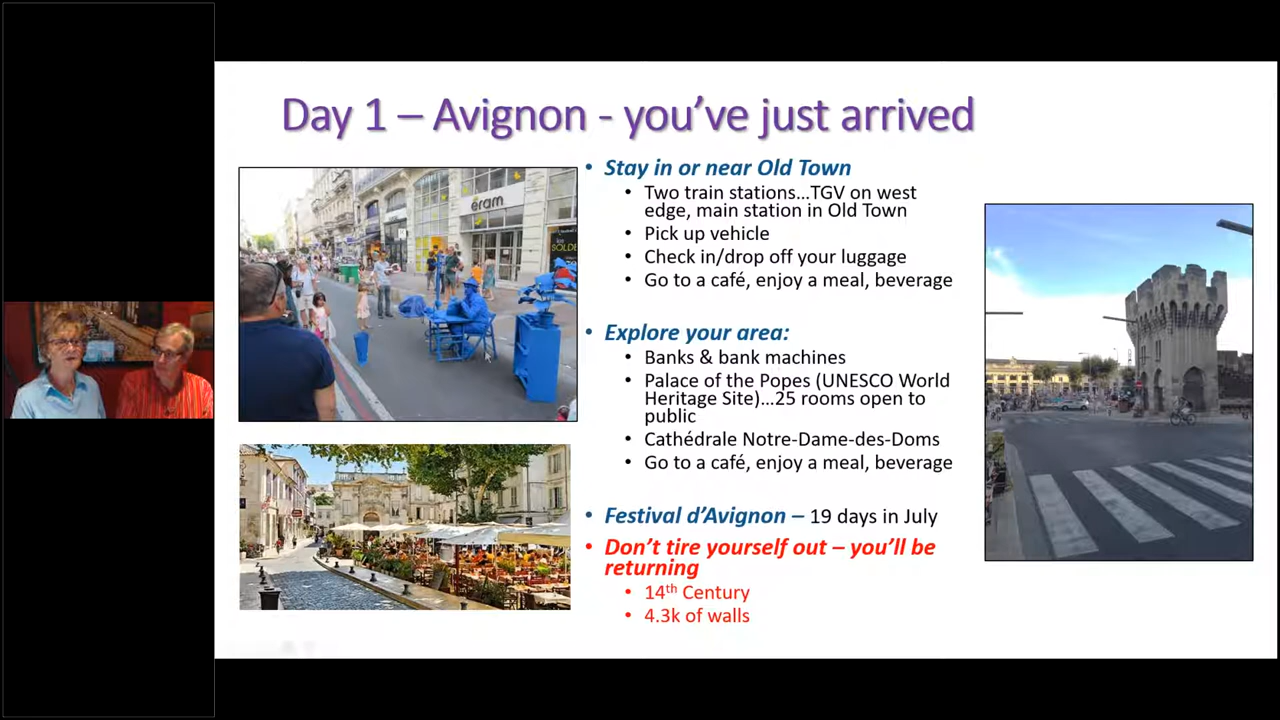 Day 1 – Avignon - you've just arrived
• Stay in or near Old Town
• Two train stations...TGV on west
edge, main station in Old Town
• Pick up vehicle
• Check in/drop off your luggage
• Go to a café, enjoy a meal, beverage
• Explore your area:
• Banks & bank machines
• Palace of the Popes (UNESCO World
Heritage Site)...25 rooms open to
public
• Cathédrale Notre-Dame-des-Doms
• Go to a café, enjoy a meal, beverage
• Festival d'Avignon – 19 days in July
• Don't tire yourself out – you'll be
returning
• 14th Century
• 4.3k of walls
éram
SOLDE